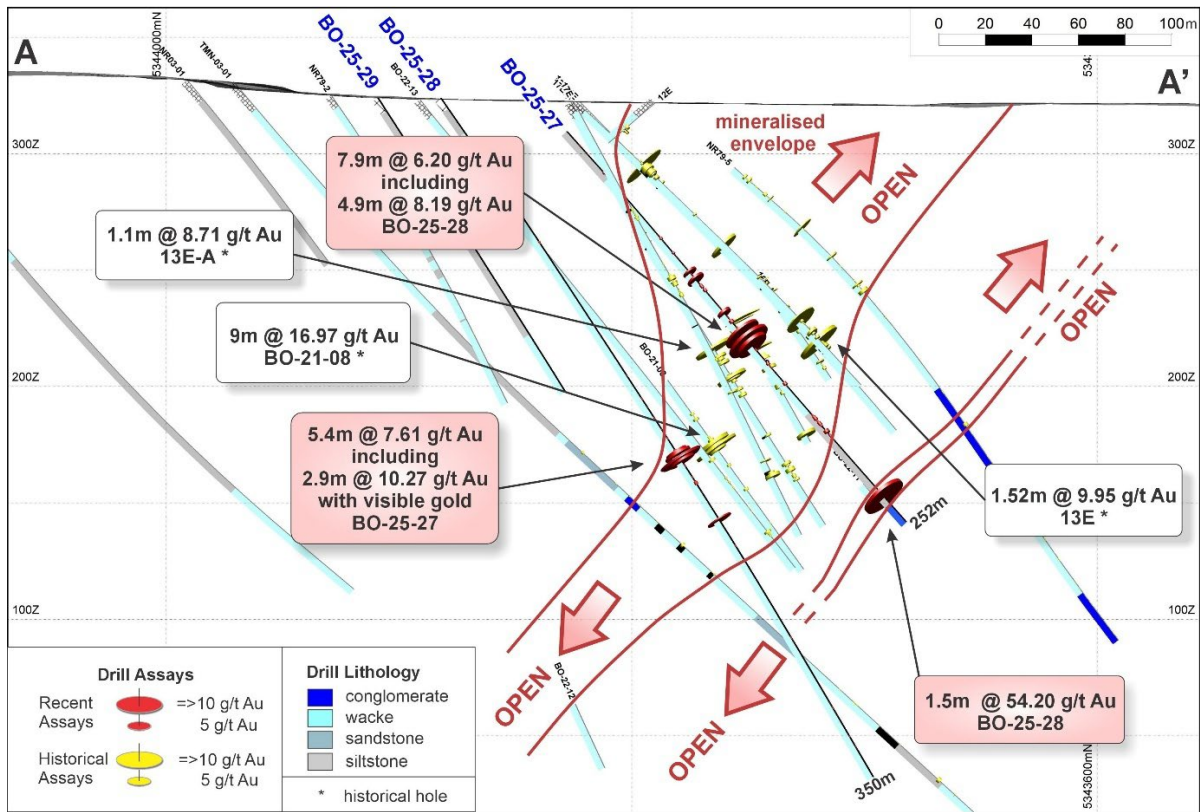 A
5344000mN
NR03-01
TMN-03-01
NR79-2
BO-25-29
BO-22-13
BO-25-28
BO-25-27
12E
0 20 40 60 80 100m
A'
300Z
300Z
mineralised
envelope
OPEN
NR79-5
7.9m @ 6.20 g/t Au
including
4.9m @ 8.19 g/t Au
BO-25-28
1.1m @ 8.71 g/t Au
13E-A *
OPEN
9m @ 16.97 g/t Au
BO-21-08 *
200Z
200Z
5.4m @ 7.61 g/t Au
including
2.9m @ 10.27 g/t Au
with visible gold
BO-25-27
1.52m @ 9.95 g/t Au
13E *
252m
100Z
100Z
OPEN
OPEN
BO-22-12
1.5m @ 54.20 g/t Au
BO-25-28
350m
5343600mN
Drill Assays
Recent
Assays
=>10 g/t Au
5 g/t Au
Historical
Assays
=>10 g/t Au
5 g/t Au
Drill Lithology
conglomerate
wacke
sandstone
siltstone
* historical hole